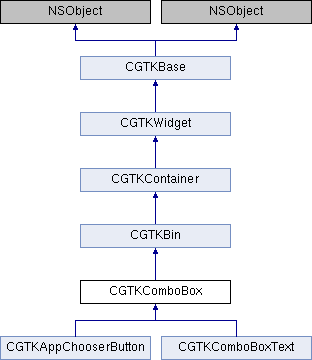 NSObject
NSObject
CGTKBase
CGTKWidget
CGTKContainer
CGTKBin
CGTKComboBox
CGTKAppChooserButton
CGTKComboBoxText